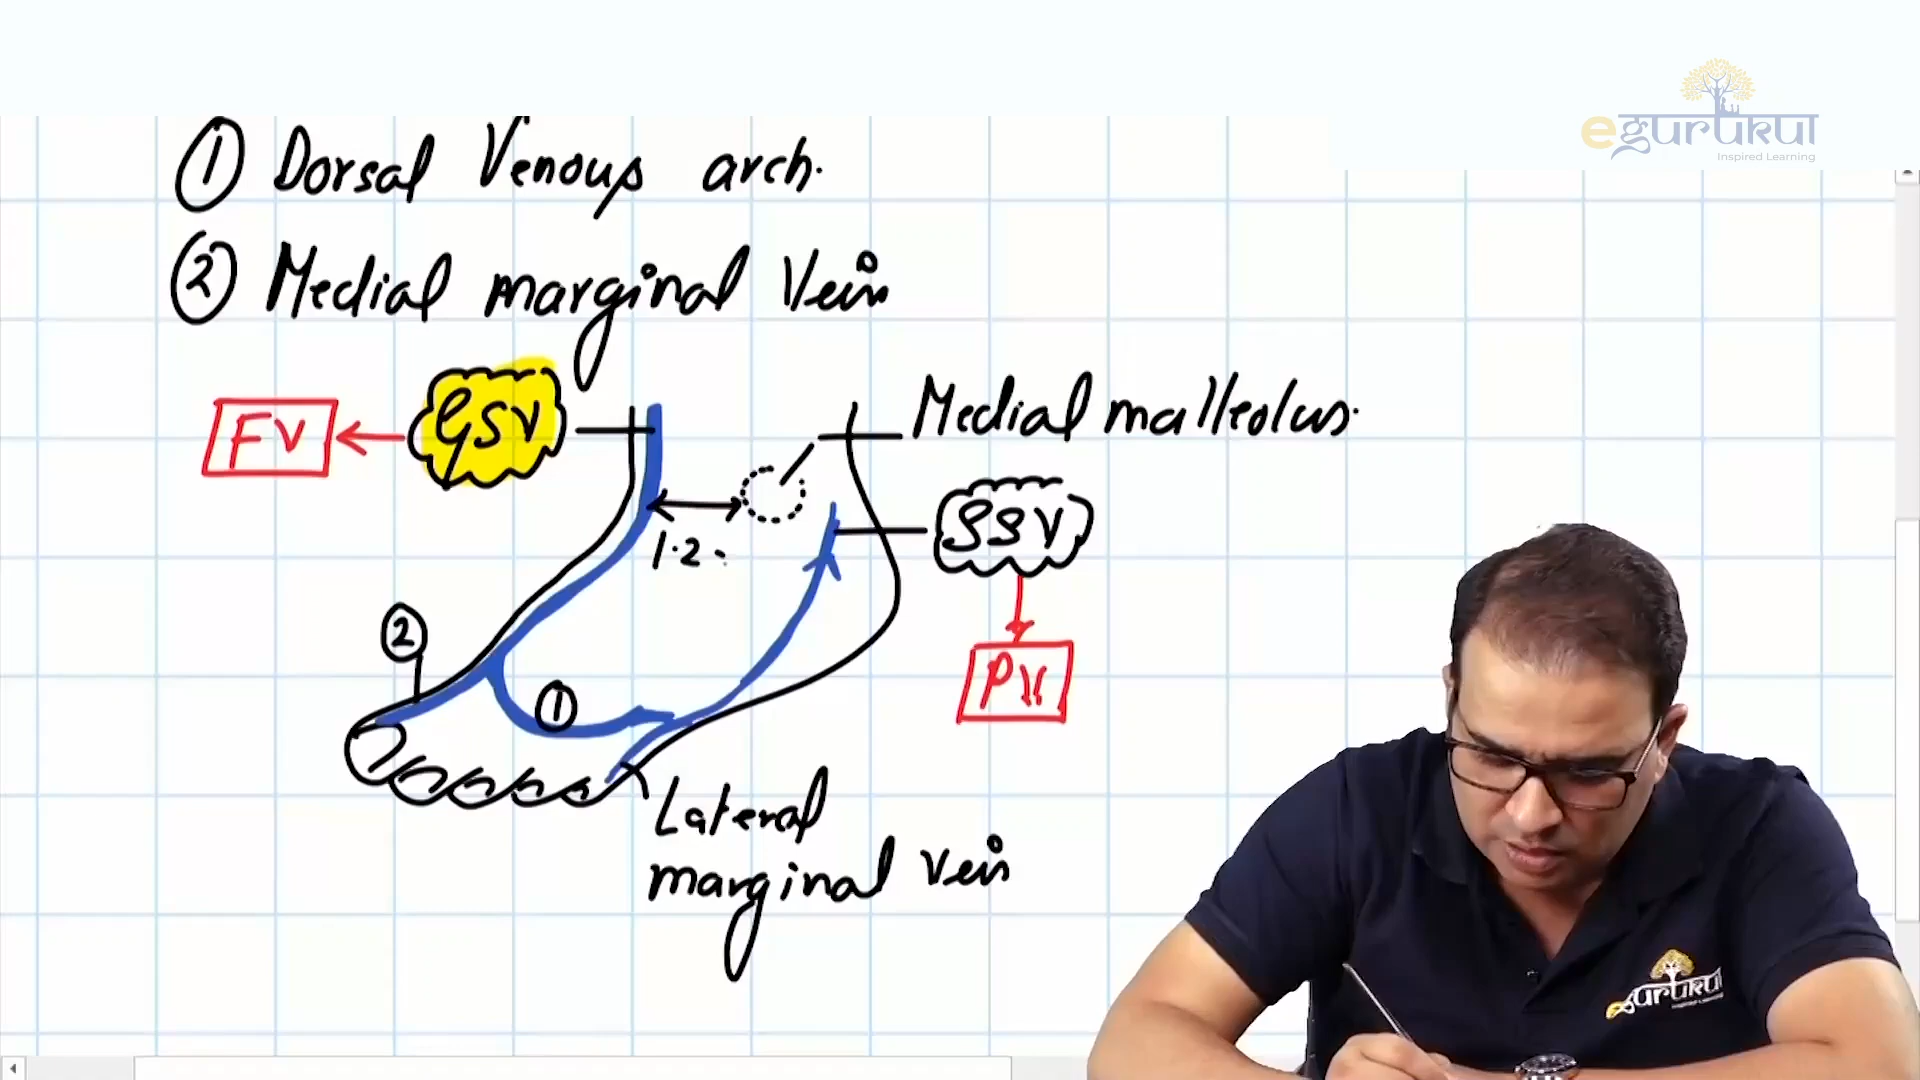 egurukul
Inspired Learning
① Dorsal Venous arch.
② Medial marginal Vein
FV
GSV
Medial malleolus.
SSV
1.2
②
PV
①
Lateral
marginal Vein
egurukul